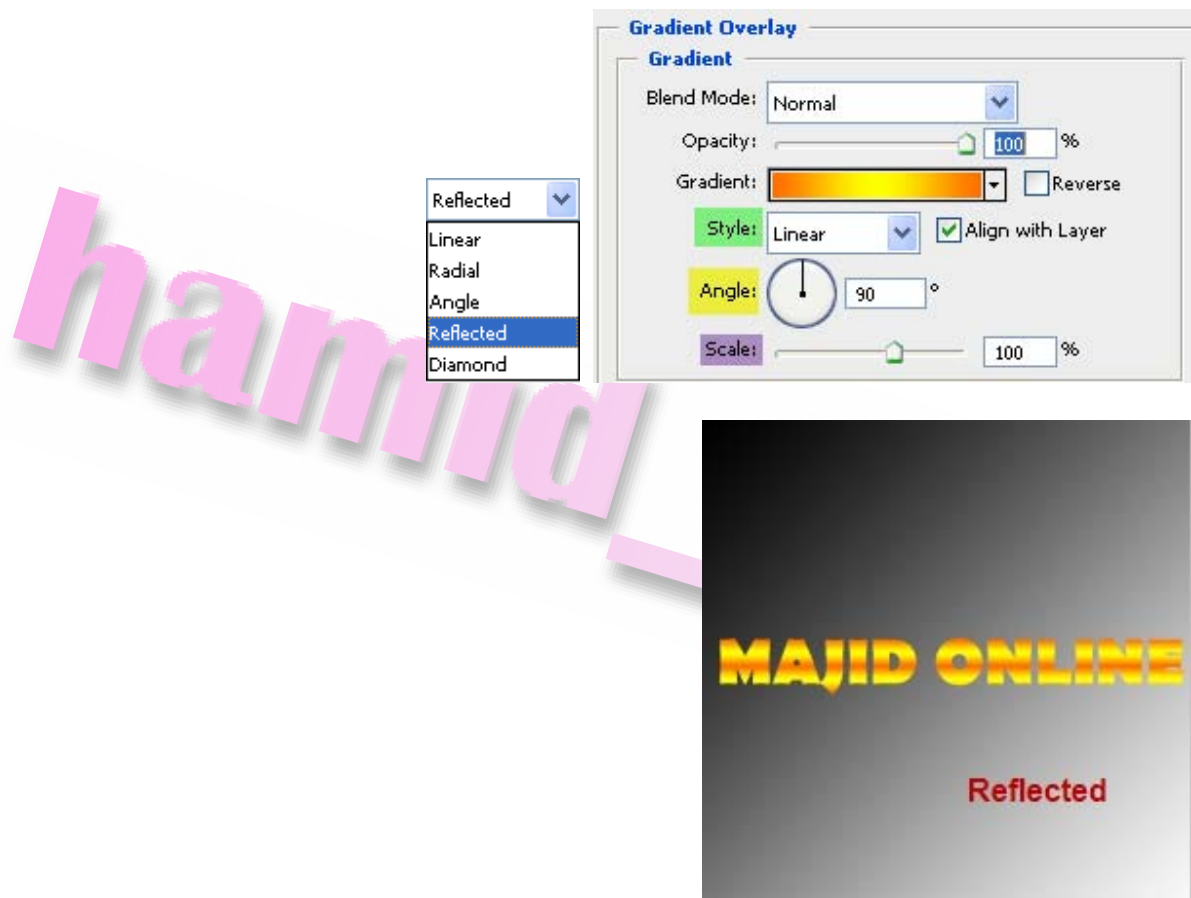 Gradient Overlay
Gradient
Blend Mode: Normal
Opacity: 100 %
Gradient: Reverse
Style: Linear Align with Layer
Angle: 90 °
Scale: 100 %
Reflected
Linear
Radial
Angle
Reflected
Diamond
hamid_
MAJID ONLINE
Reflected